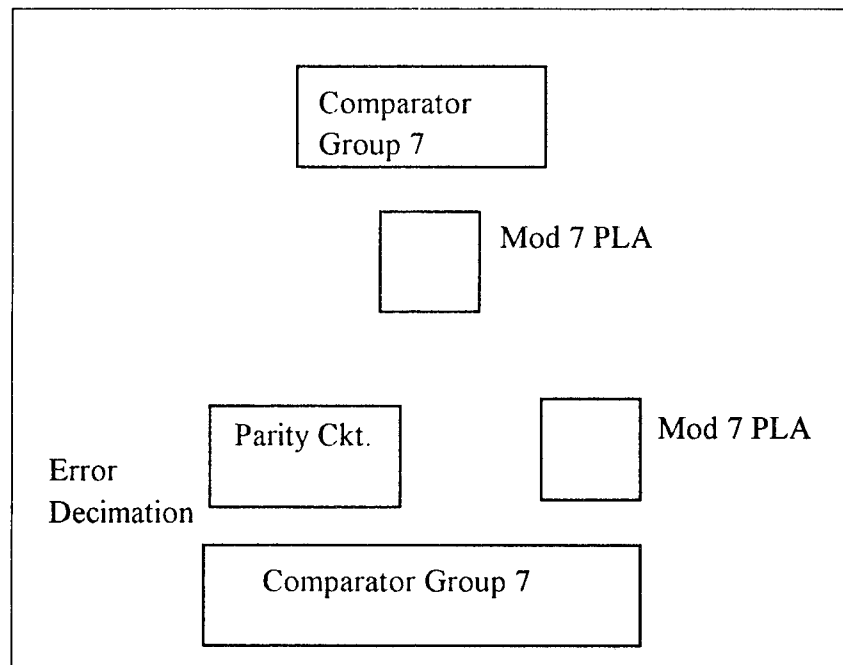 Comparator
Group 7
Mod 7 PLA
Parity Ckt.
Mod 7 PLA
Error
Decimation
Comparator Group 7